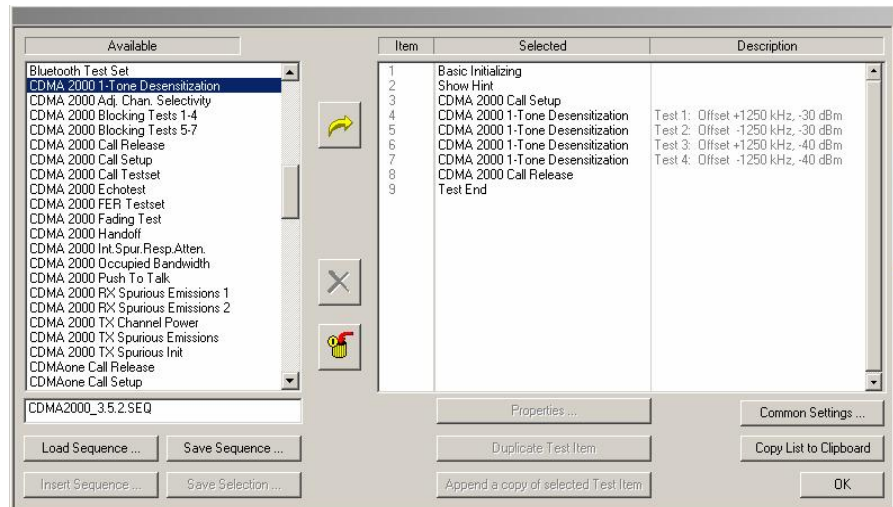 Available
Bluetooth Test Set
CDMA 2000 1-Tone Desensitization
CDMA 2000 Adj. Chan. Selectivity
CDMA 2000 Blocking Tests 1-4
CDMA 2000 Blocking Tests 5-7
CDMA 2000 Call Release
CDMA 2000 Call Setup
CDMA 2000 Call Testset
CDMA 2000 Echotest
CDMA 2000 FER Testset
CDMA 2000 Fading Test
CDMA 2000 Handoff
CDMA 2000 Int.Spur.Resp.Atten.
CDMA 2000 Occupied Bandwidth
CDMA 2000 Push To Talk
CDMA 2000 RX Spurious Emissions 1
CDMA 2000 RX Spurious Emissions 2
CDMA 2000 TX Channel Power
CDMA 2000 TX Spurious Emissions
CDMA 2000 TX Spurious Init
CDMAone Call Release
CDMAone Call Setup
CDMA2000_3.5.2.SEQ
Load Sequence ... Save Sequence ...
Insert Sequence ... Save Selection ...
Item Selected Description
1 Basic Initializing
2 Show Hint
3 CDMA 2000 Call Setup
4 CDMA 2000 1-Tone Desensitization Test 1: Offset +1250 kHz, -30 dBm
5 CDMA 2000 1-Tone Desensitization Test 2: Offset -1250 kHz, -30 dBm
6 CDMA 2000 1-Tone Desensitization Test 3: Offset +1250 kHz, -40 dBm
7 CDMA 2000 1-Tone Desensitization Test 4: Offset -1250 kHz, -40 dBm
8 CDMA 2000 Call Release
9 Test End
Properties ... Common Settings ...
Duplicate Test Item Copy List to Clipboard
Append a copy of selected Test Item OK